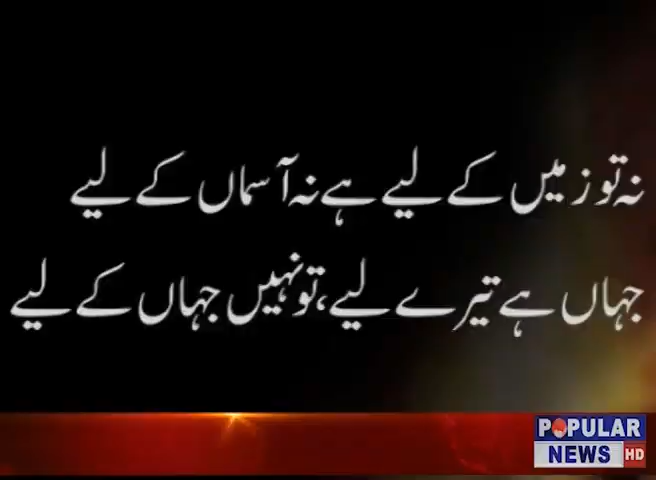 نہ تو زمیں کے لیے ہے نہ آسماں کے لیے
جہاں ہے تیرے لیے، تو نہیں جہاں کے لیے
POPULAR
NEWS HD